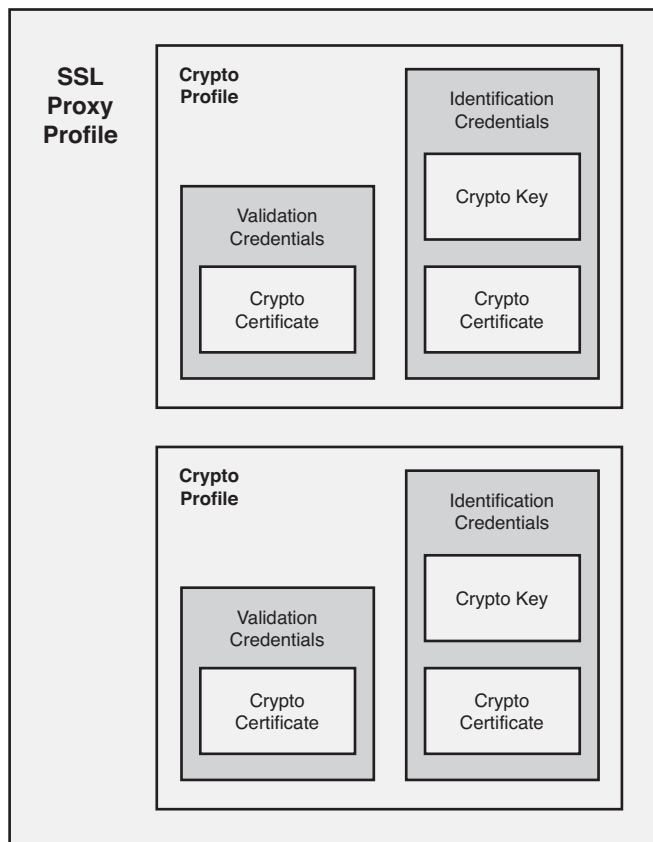 SSL
Proxy
Profile
Crypto
Profile
Identification
Credentials
Crypto Key
Validation
Credentials
Crypto
Certificate
Crypto
Certificate
Crypto
Profile
Identification
Credentials
Crypto Key
Validation
Credentials
Crypto
Certificate
Crypto
Certificate